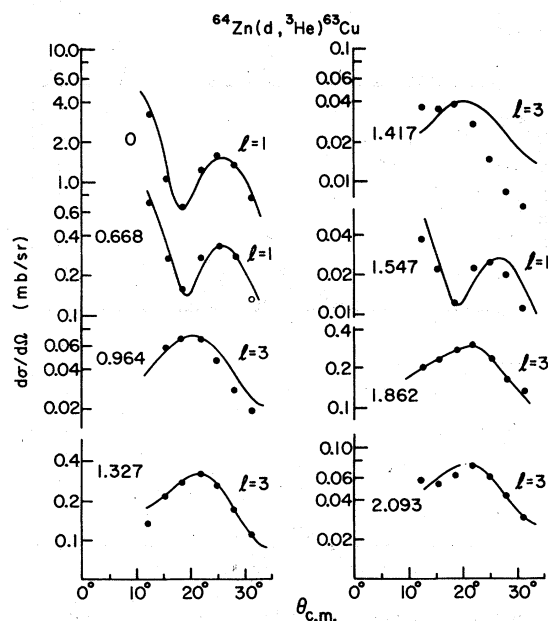 ⁶⁴Zn(d, ³He)⁶³Cu
dσ/dΩ (mb/sr)
10.0
4.0
2.0
1.0
0
ℓ=1
0.6
0.4
0.2
0.1
0.668
ℓ=1
0.06
0.04
0.02
0.964
ℓ=3
0.4
0.2
0.1
1.327
ℓ=3
0° 10° 20° 30°
0.1
0.04
0.02
0.01
1.417
ℓ=3
0.04
0.02
0.01
1.547
ℓ=1
0.4
0.2
0.1
1.862
ℓ=3
0.10
0.06
0.04
0.02
2.093
ℓ=3
0° 10° 20° 30°
θc.m.